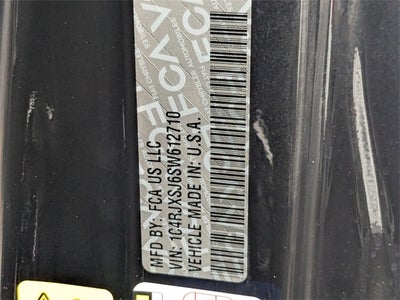 MFD BY: FCA US LLC
VIN: 1C4RJXSJ6SW612710
VEHICLE MADE IN: U.S.A.